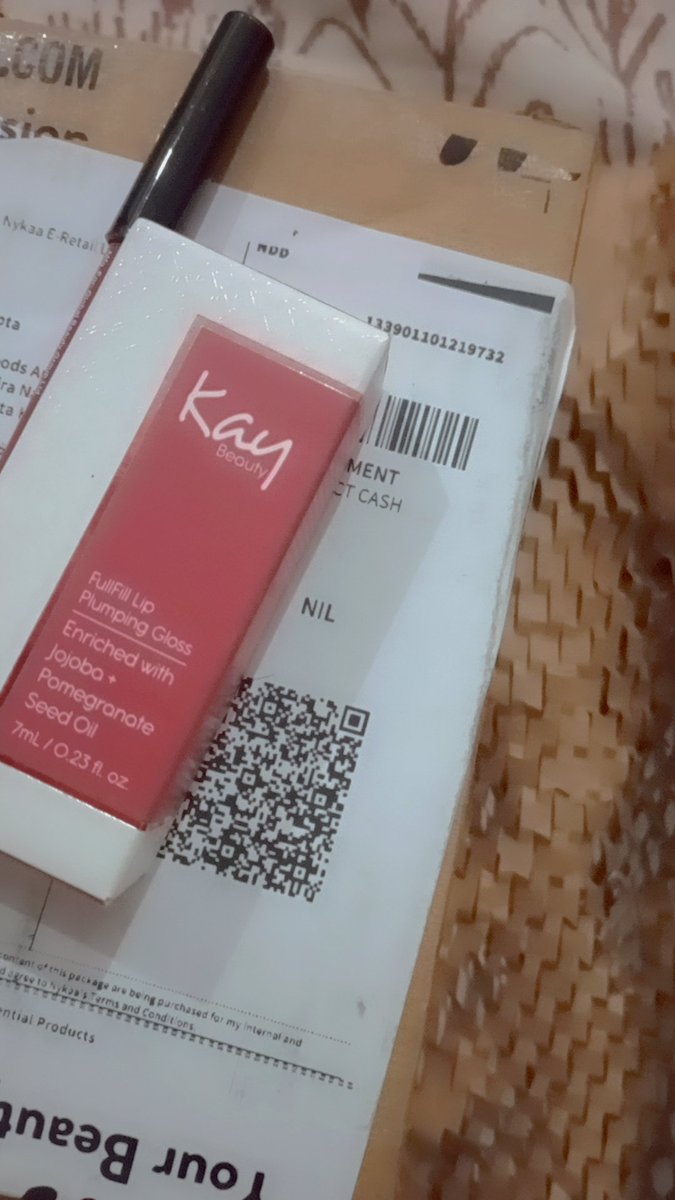 .COM
Nykaa E-Retail
NDD
133901101219732
MENT
CT CASH
NIL
Kay
Beauty
FullFill Lip
Plumping Gloss
Enriched with
Jojoba +
Pomegranate
Seed Oil
7mL / 0.23 fl. oz.
content of this package are being purchased for my internal and
d agree to Nykaa's Terms and Conditions
ential Products
Your Beaut